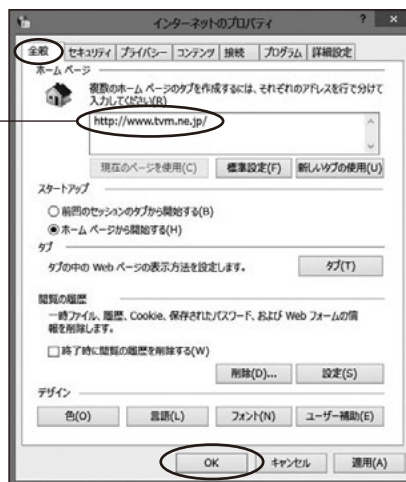 インターネットのプロパティ ? ×
全般 セキュリティ プライバシー コンテンツ 接続 プログラム 詳細設定
ホーム ページ
複数のホーム ページのタブを作成するには、それぞれのアドレスを行で分けて
入力してください(R)
http://www.tvm.ne.jp/
現在のページを使用(C) 標準設定(F) 新しいタブの使用(U)
スタートアップ
前回のセッションのタブから開始する(B)
ホーム ページから開始する(H)
タブ
タブの中の Web ページの表示方法を設定します。 タブ(T)
閲覧の履歴
一時ファイル、履歴、Cookie、保存されたパスワード、および Web フォームの情
報を削除します。
終了時に閲覧の履歴を削除する(W)
削除(D)... 設定(S)
デザイン
色(O) 言語(L) フォント(N) ユーザー補助(E)
OK キャンセル 適用(A)